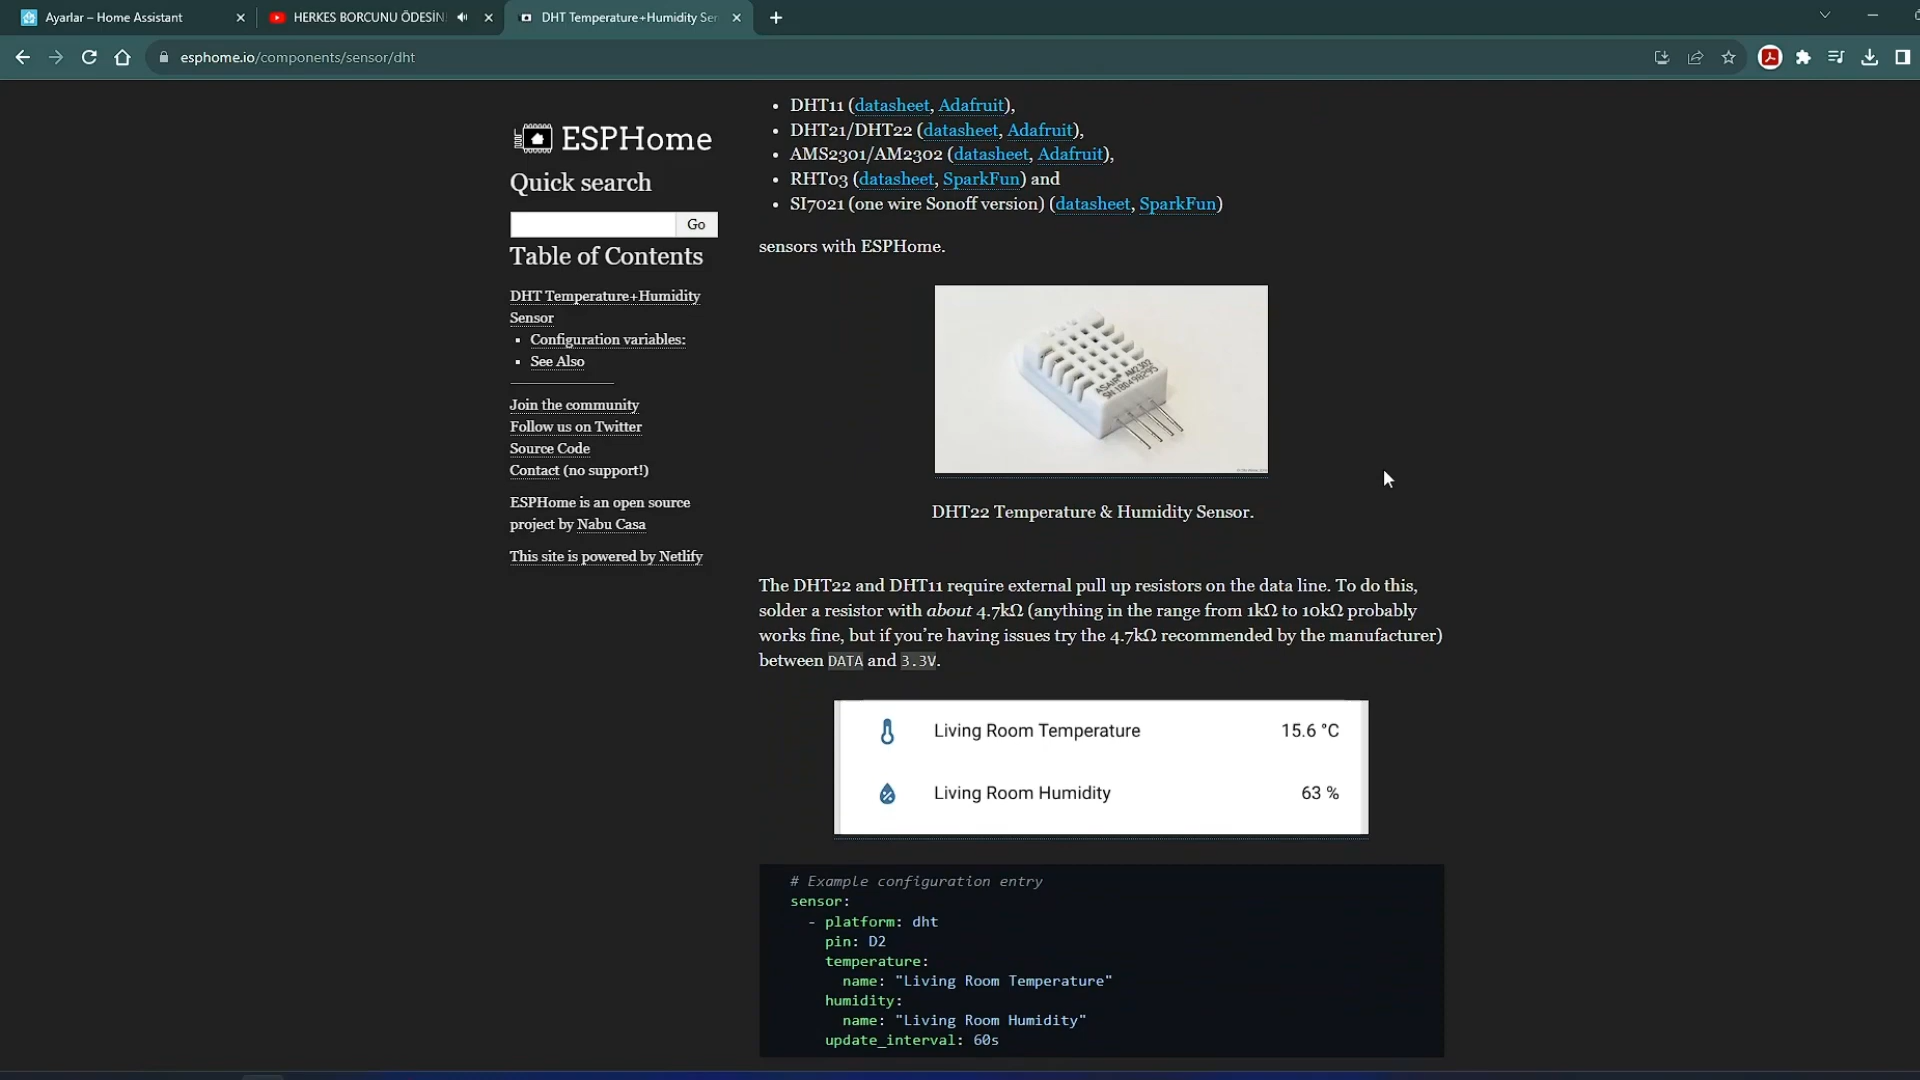 Ayarlar – Home Assistant
HERKES BORCUNU ÖDESİN
DHT Temperature+Humidity Ser
esphome.io/components/sensor/dht
ESPHome
Quick search
Go
Table of Contents
DHT Temperature+Humidity
Sensor
▪ Configuration variables:
▪ See Also
Join the community
Follow us on Twitter
Source Code
Contact (no support!)
ESPHome is an open source
project by Nabu Casa
This site is powered by Netlify
• DHT11 (datasheet, Adafruit),
• DHT21/DHT22 (datasheet, Adafruit),
• AMS2301/AM2302 (datasheet, Adafruit),
• RHT03 (datasheet, SparkFun) and
• SI7021 (one wire Sonoff version) (datasheet, SparkFun)
sensors with ESPHome.
ASAIR® AM2302
SN 180498295
DHT22 Temperature & Humidity Sensor.
The DHT22 and DHT11 require external pull up resistors on the data line. To do this,
solder a resistor with about 4.7kΩ (anything in the range from 1kΩ to 10kΩ probably
works fine, but if you’re having issues try the 4.7kΩ recommended by the manufacturer)
between DATA and 3.3V.
Living Room Temperature 15.6 °C
Living Room Humidity 63 %
# Example configuration entry
sensor:
  - platform: dht
    pin: D2
    temperature:
      name: "Living Room Temperature"
    humidity:
      name: "Living Room Humidity"
    update_interval: 60s